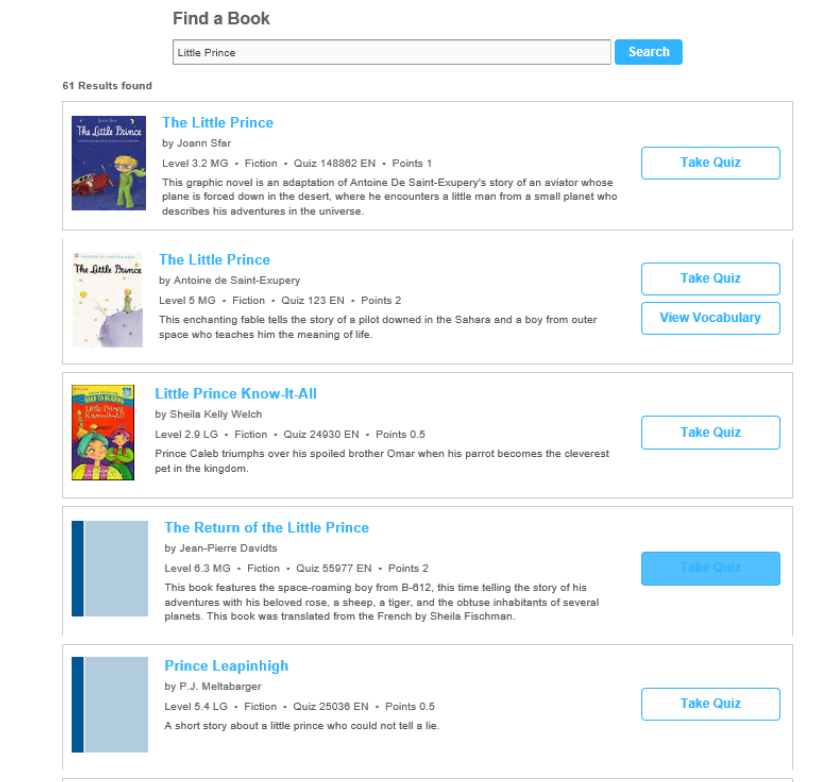 Find a Book
Little Prince
Search
61 Results found
The Little Prince
The Little Prince
by Joann Sfar
Level 3.2 MG • Fiction • Quiz 148862 EN • Points 1
This graphic novel is an adaptation of Antoine De Saint-Exupery's story of an aviator whose
plane is forced down in the desert, where he encounters a little man from a small planet who
describes his adventures in the universe.
Take Quiz
The Little Prince
The Little Prince
by Antoine de Saint-Exupery
Level 5 MG • Fiction • Quiz 123 EN • Points 2
This enchanting fable tells the story of a pilot downed in the Sahara and a boy from outer
space who teaches him the meaning of life.
Take Quiz
View Vocabulary
Little Prince
Know-It-All
Little Prince Know-It-All
by Sheila Kelly Welch
Level 2.9 LG • Fiction • Quiz 24930 EN • Points 0.5
Prince Caleb triumphs over his spoiled brother Omar when his parrot becomes the cleverest
pet in the kingdom.
Take Quiz
The Return of the Little Prince
by Jean-Pierre Davidts
Level 6.3 MG • Fiction • Quiz 55977 EN • Points 2
This book features the space-roaming boy from B-612, this time telling the story of his
adventures with his beloved rose, a sheep, a tiger, and the obtuse inhabitants of several
planets. This book was translated from the French by Sheila Fischman.
Take Quiz
Prince Leapinhigh
by P.J. Meltabarger
Level 5.4 LG • Fiction • Quiz 25036 EN • Points 0.5
A short story about a little prince who could not tell a lie.
Take Quiz